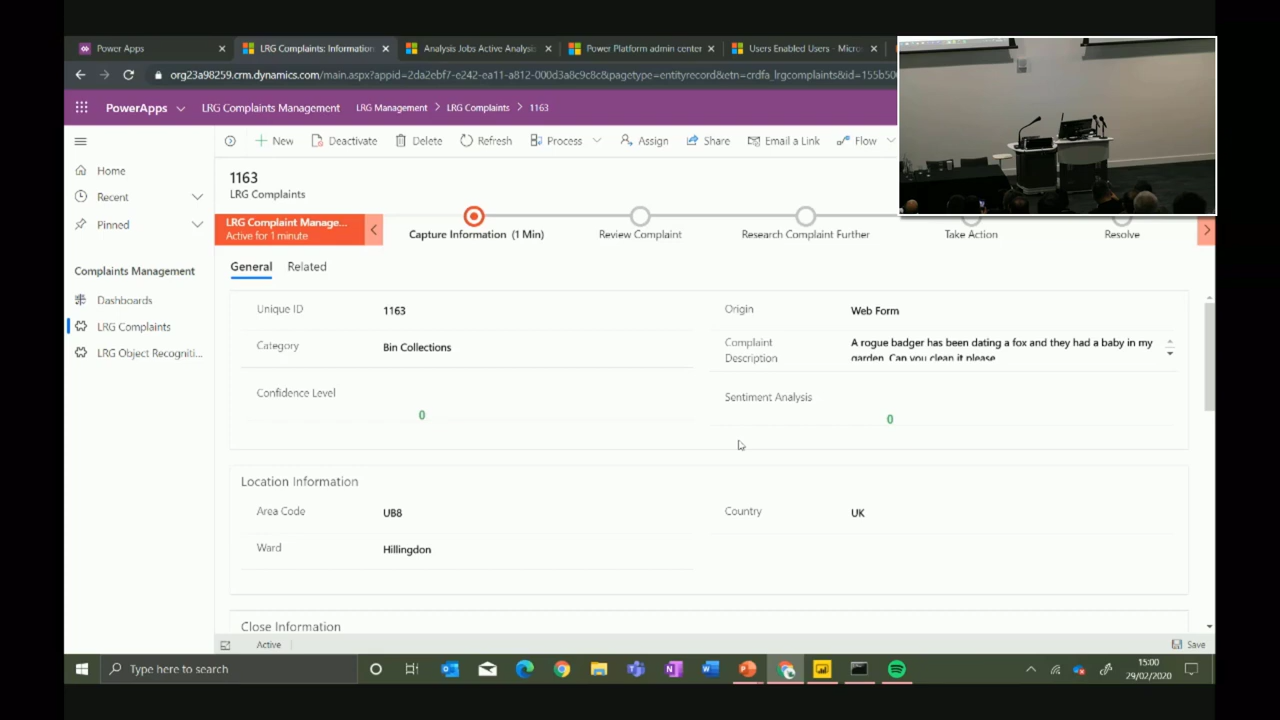 Power Apps
LRG Complaints: Information
Analysis Jobs Active Analysis
Power Platform admin center
Users Enabled Users - Micro
org23a98259.crm.dynamics.com/main.aspx?appid=2da2ebf7-e242-ea11-a812-000d3a8c9c8c&pagetype=entityrecord&etn=crdfa_lrgcomplaints&id=155b50
PowerApps
LRG Complaints Management
LRG Management > LRG Complaints > 1163
New
Deactivate
Delete
Refresh
Process
Assign
Share
Email a Link
Flow
Home
Recent
Pinned
Complaints Management
Dashboards
LRG Complaints
LRG Object Recogniti...
1163
LRG Complaints
LRG Complaint Manage...
Active for 1 minute
Capture Information (1 Min)
Review Complaint
Research Complaint Further
Take Action
Resolve
General
Related
Unique ID
1163
Origin
Web Form
Category
Bin Collections
Complaint
Description
A rogue badger has been dating a fox and they had a baby in my
garden. Can you clean it please
Confidence Level
0
Sentiment Analysis
0
Location Information
Area Code
UB8
Country
UK
Ward
Hillingdon
Close Information
Active
Save
Type here to search
15:00
29/02/2020